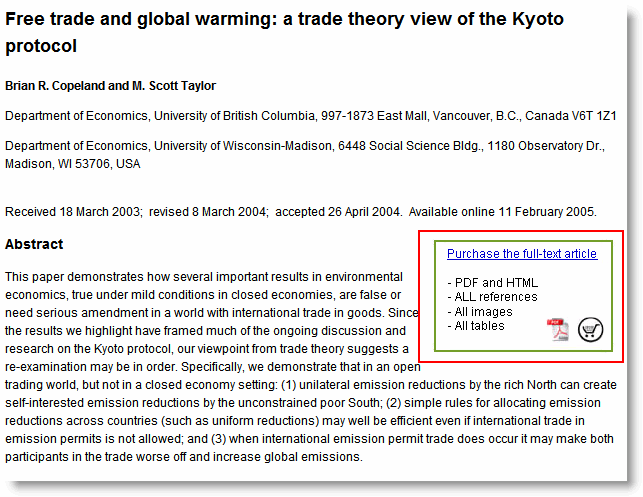 Free trade and global warming: a trade theory view of the Kyoto
protocol
Brian R. Copeland and M. Scott Taylor
Department of Economics, University of British Columbia, 997-1873 East Mall, Vancouver, B.C., Canada V6T 1Z1
Department of Economics, University of Wisconsin-Madison, 6448 Social Science Bldg., 1180 Observatory Dr.,
Madison, WI 53706, USA
Received 18 March 2003; revised 8 March 2004; accepted 26 April 2004. Available online 11 February 2005.
Abstract
This paper demonstrates how several important results in environmental
economics, true under mild conditions in closed economies, are false or
need serious amendment in a world with international trade in goods. Since
the results we highlight have framed much of the ongoing discussion and
research on the Kyoto protocol, our viewpoint from trade theory suggests a
re-examination may be in order. Specifically, we demonstrate that in an open
trading world, but not in a closed economy setting: (1) unilateral emission reductions by the rich North can create
self-interested emission reductions by the unconstrained poor South; (2) simple rules for allocating emission
reductions across countries (such as uniform reductions) may well be efficient even if international trade in
emission permits is not allowed; and (3) when international emission permit trade does occur it may make both
participants in the trade worse off and increase global emissions.
Purchase the full-text article
- PDF and HTML
- ALL references
- All images
- All tables
PDF